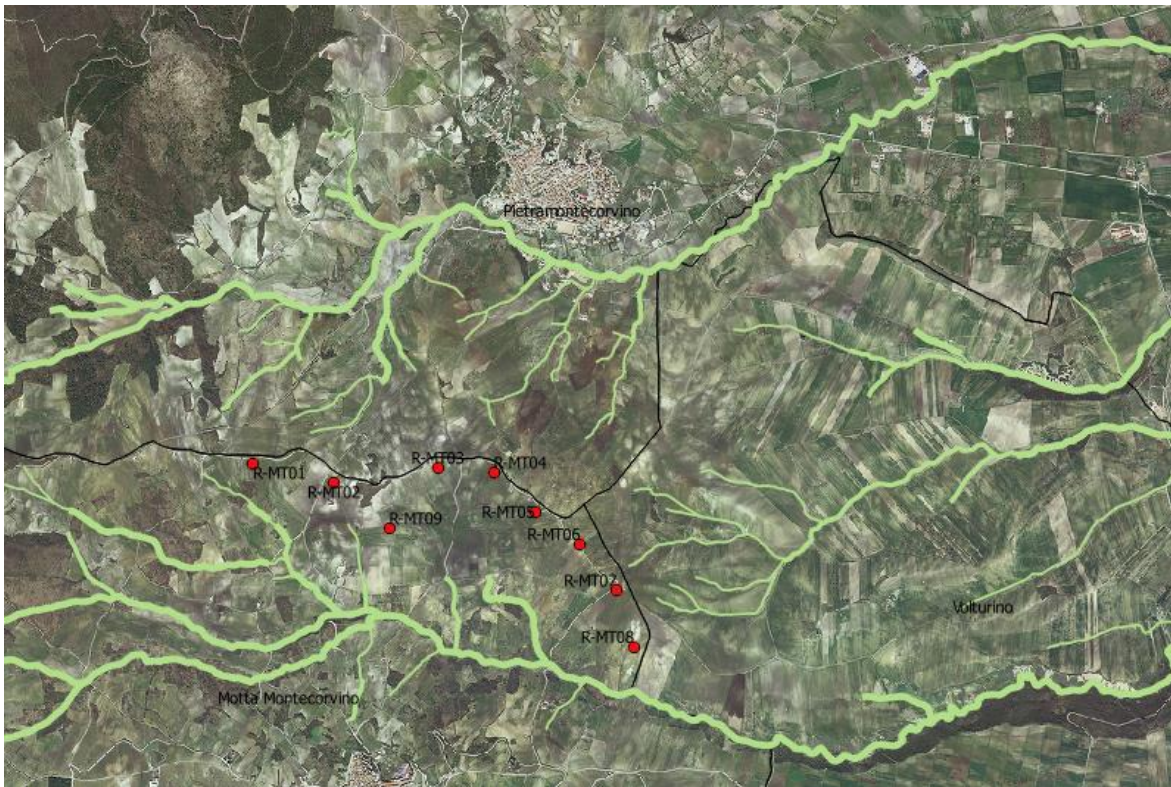 Pietramontecorvino
R-MT03
R-MT04
R-MT01
R-MT02
R-MT09
R-MT05
R-MT06
R-MT07
Volturino
R-MT08
Motta Montecorvino